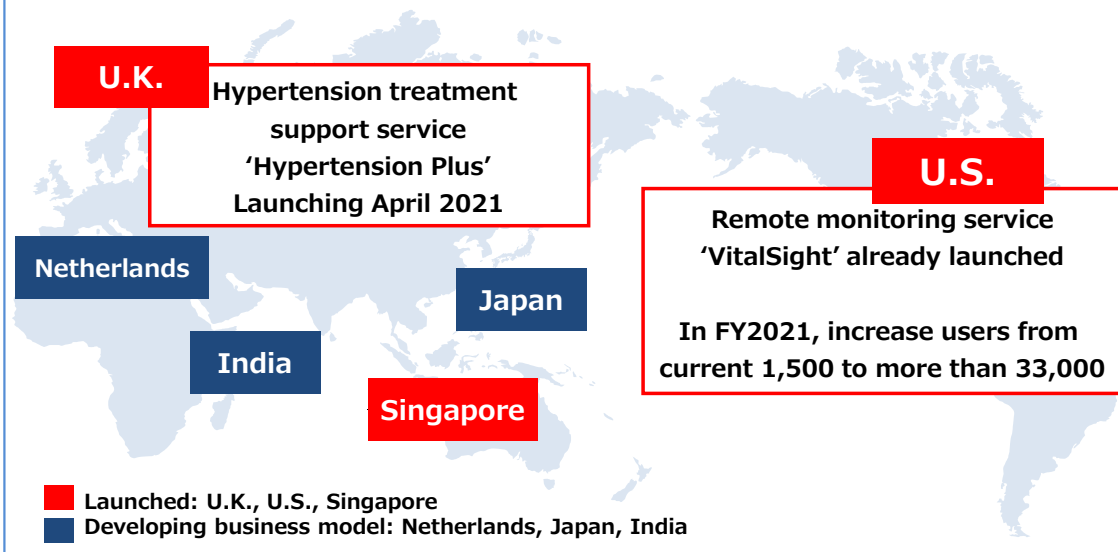 U.K.
Hypertension treatment
support service
‘Hypertension Plus’
Launching April 2021
U.S.
Remote monitoring service
‘VitalSight’ already launched
In FY2021, increase users from
current 1,500 to more than 33,000
Netherlands
Japan
India
Singapore
Launched: U.K., U.S., Singapore
Developing business model: Netherlands, Japan, India